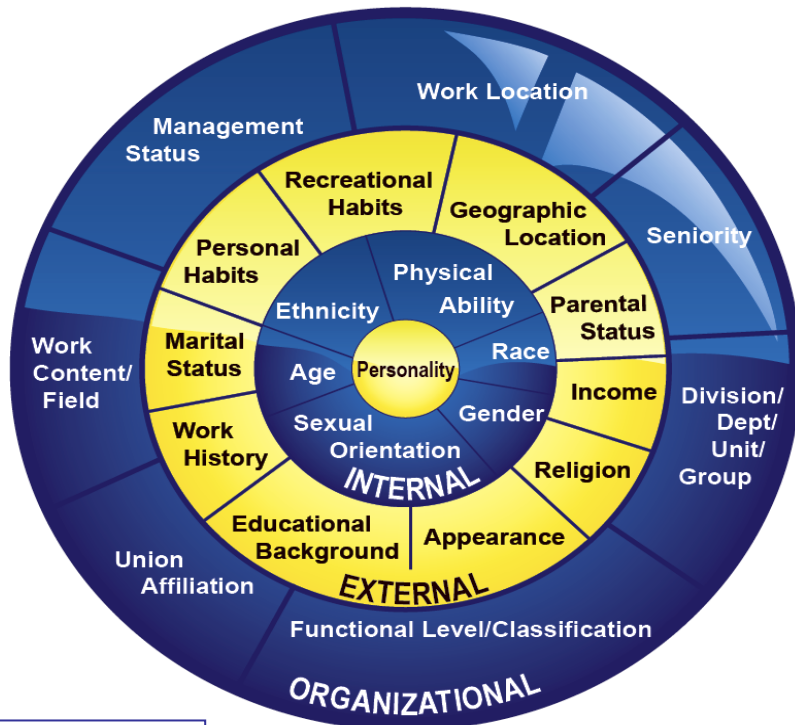 Work Location
Management
Status
Seniority
Recreational
Habits
Geographic
Location
Personal
Habits
Parental
Status
Physical
Ability
Ethnicity
Marital
Status
Race
Age
Personality
Work
Content/
Field
Income
Division/
Dept/
Unit/
Group
Gender
Sexual
Orientation
Work
History
Religion
INTERNAL
Educational
Background
Appearance
Union
Affiliation
EXTERNAL
Functional Level/Classification
ORGANIZATIONAL